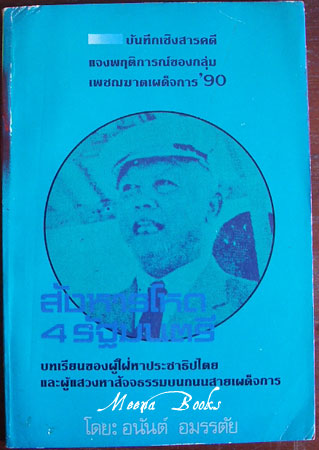 บันทึกเชิงสารคดี
แจงพฤติการณ์ของกลุ่ม
เพชฌฆาตเผด็จการ '90
สังหารโหด
4 รัฐมนตรี
บทเรียนของผู้ใฝ่หาประชาธิปไตย
และผู้แสวงหาสัจจธรรมบนถนนสายเผด็จการ
Meena Books
โดย: อนันต์ อมรรตัย